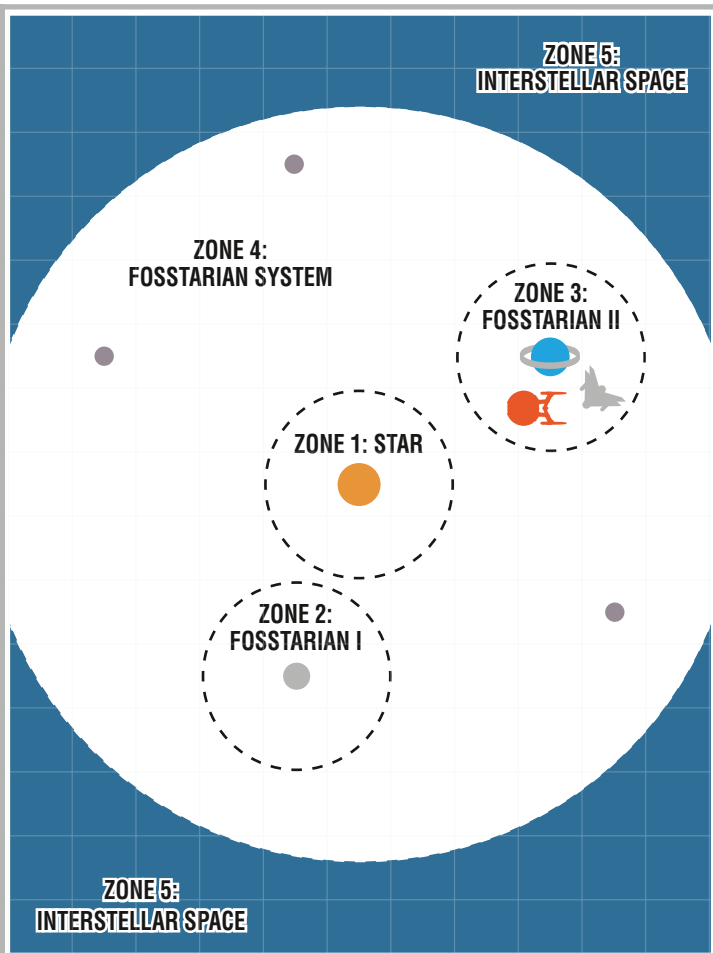 ZONE 5:
INTERSTELLAR SPACE
ZONE 4:
FOSSTARIAN SYSTEM
ZONE 3:
FOSSTARIAN II
ZONE 1: STAR
ZONE 2:
FOSSTARIAN I
ZONE 5:
INTERSTELLAR SPACE